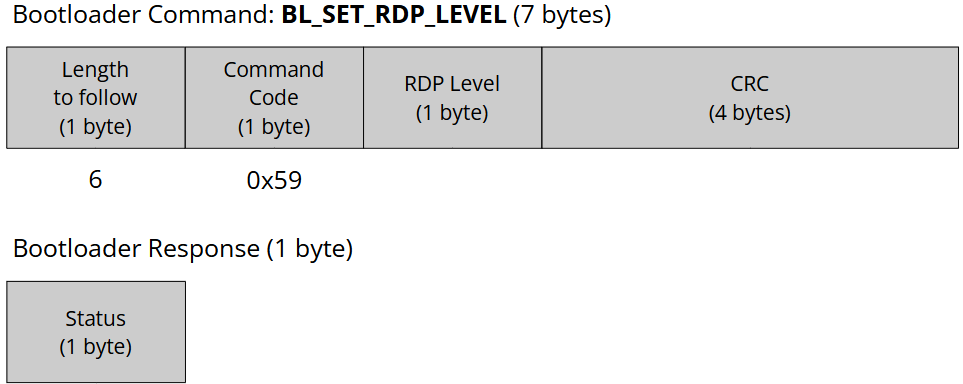 Bootloader Command: BL_SET_RDP_LEVEL (7 bytes)
Length
to follow
(1 byte)
Command
Code
(1 byte)
RDP Level
(1 byte)
CRC
(4 bytes)
6
0x59
Bootloader Response (1 byte)
Status
(1 byte)